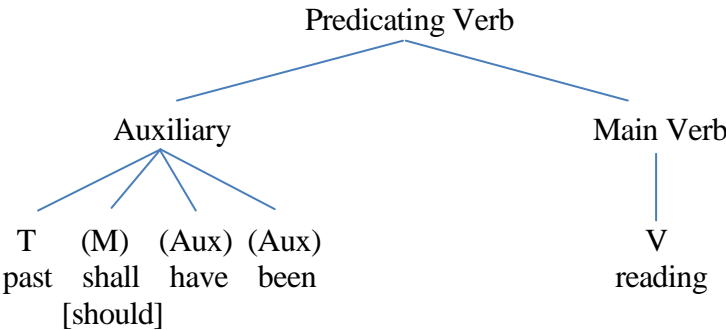 Predicating Verb
Auxiliary Main Verb
T (M) (Aux) (Aux) V
past shall have been reading
[should]